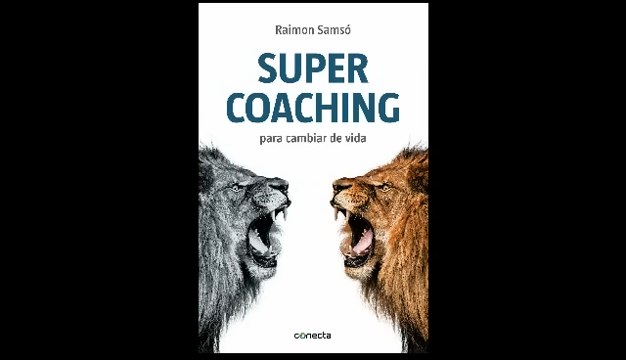 Raimon Samsó
SUPER
COACHING
para cambiar de vida
conecta